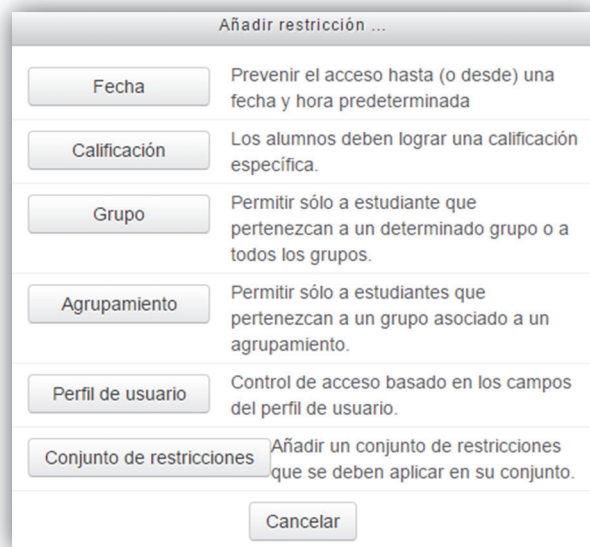 Añadir restricción ...
Fecha
Prevenir el acceso hasta (o desde) una
fecha y hora predeterminada
Calificación
Los alumnos deben lograr una calificación
específica.
Grupo
Permitir sólo a estudiante que
pertenezcan a un determinado grupo o a
todos los grupos.
Agrupamiento
Permitir sólo a estudiantes que
pertenezcan a un grupo asociado a un
agrupamiento.
Perfil de usuario
Control de acceso basado en los campos
del perfil de usuario.
Conjunto de restricciones
Añadir un conjunto de restricciones
que se deben aplicar en su conjunto.
Cancelar